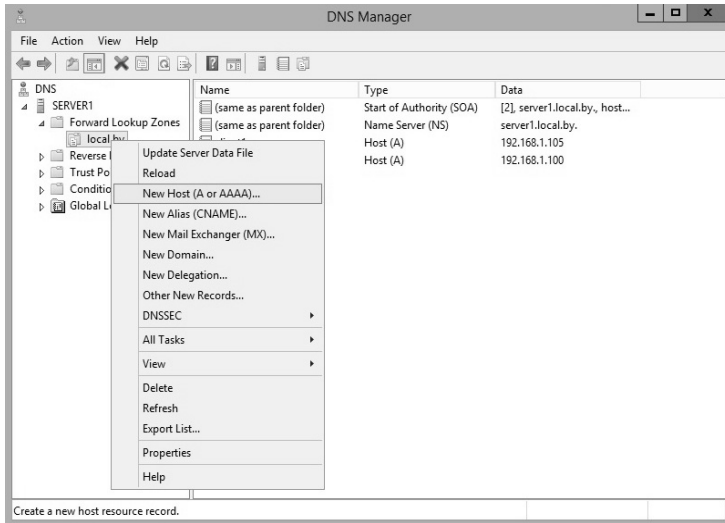 DNS Manager
File Action View Help
DNS
SERVER1
Forward Lookup Zones
local.by
Reverse
Trust Po
Conditio
Global Lo
Name Type Data
(same as parent folder) Start of Authority (SOA) [2], server1.local.by., host...
(same as parent folder) Name Server (NS) server1.local.by.
Host (A) 192.168.1.105
Host (A) 192.168.1.100
Update Server Data File
Reload
New Host (A or AAAA)...
New Alias (CNAME)...
New Mail Exchanger (MX)...
New Domain...
New Delegation...
Other New Records...
DNSSEC
All Tasks
View
Delete
Refresh
Export List...
Properties
Help
Create a new host resource record.